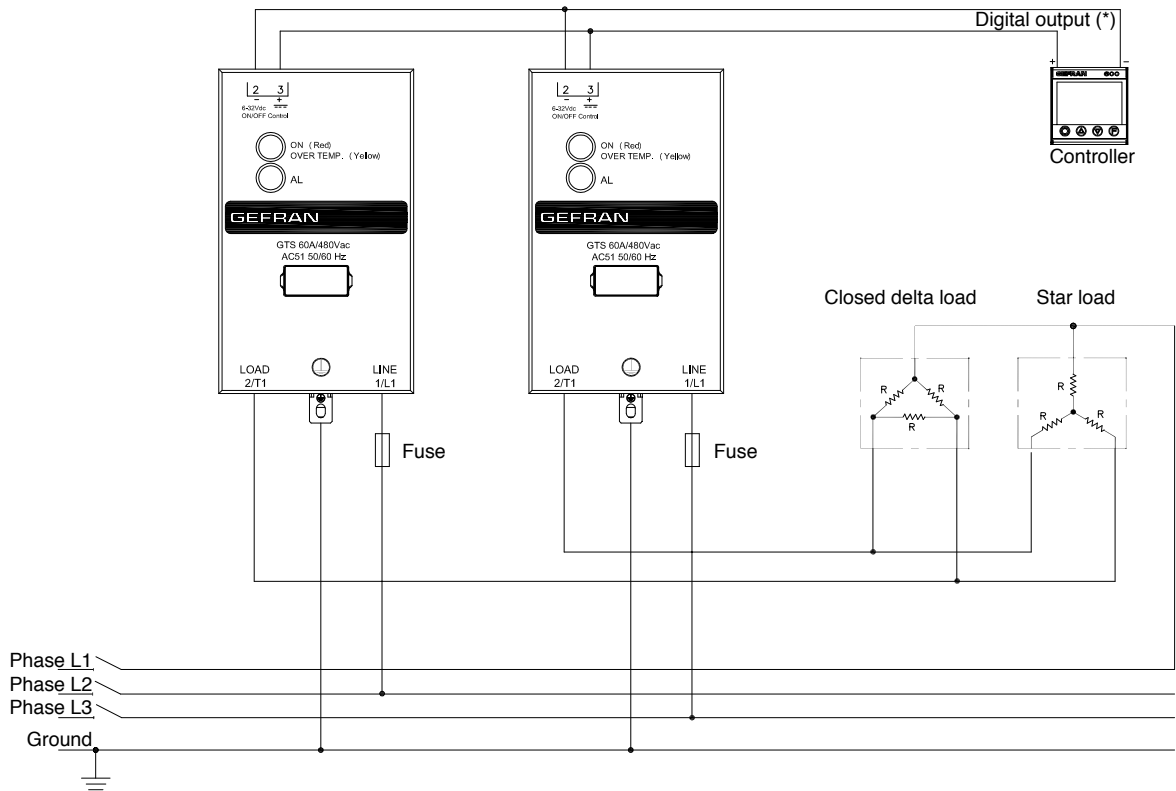 Digital output (*)
+ −
GEFRAN 600
F
Controller
2 3
− +
6-32Vdc
ON/OFF Control
ON (Red)
OVER TEMP. (Yellow)
AL
GEFRAN
GTS 60A/480Vac
AC51 50/60 Hz
LOAD
2/T1
LINE
1/L1
Fuse
2 3
− +
6-32Vdc
ON/OFF Control
ON (Red)
OVER TEMP. (Yellow)
AL
GEFRAN
GTS 60A/480Vac
AC51 50/60 Hz
LOAD
2/T1
LINE
1/L1
Fuse
Closed delta load
R
R
R
Star load
R
R
R
Phase L1
Phase L2
Phase L3
Ground